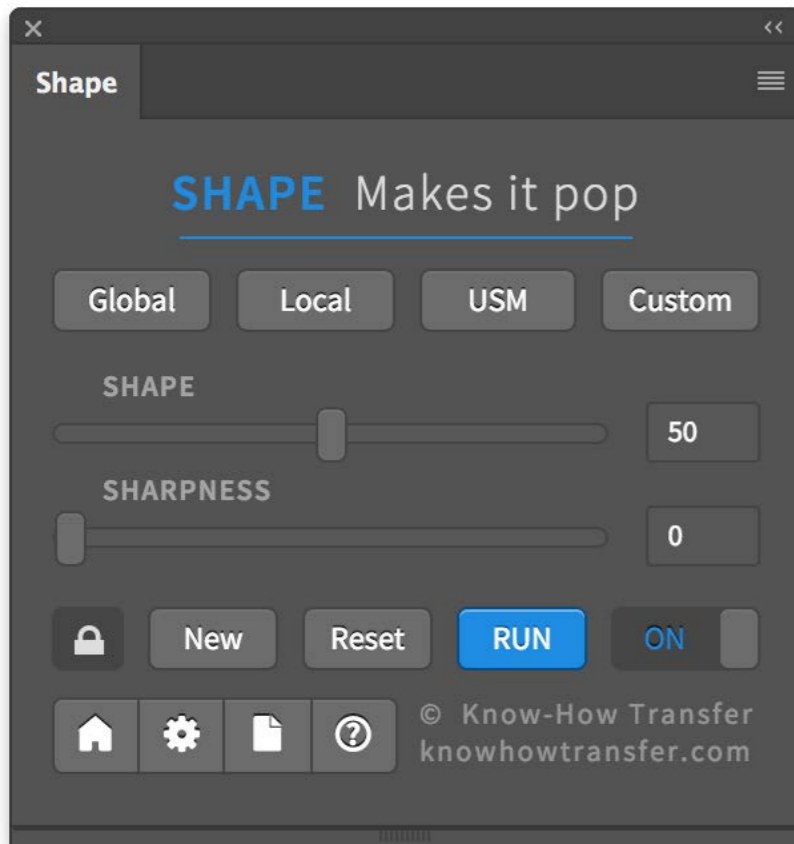 Shape
SHAPE Makes it pop
Global Local USM Custom
SHAPE
50
SHARPNESS
0
New Reset RUN ON
© Know-How Transfer
knowhowtransfer.com